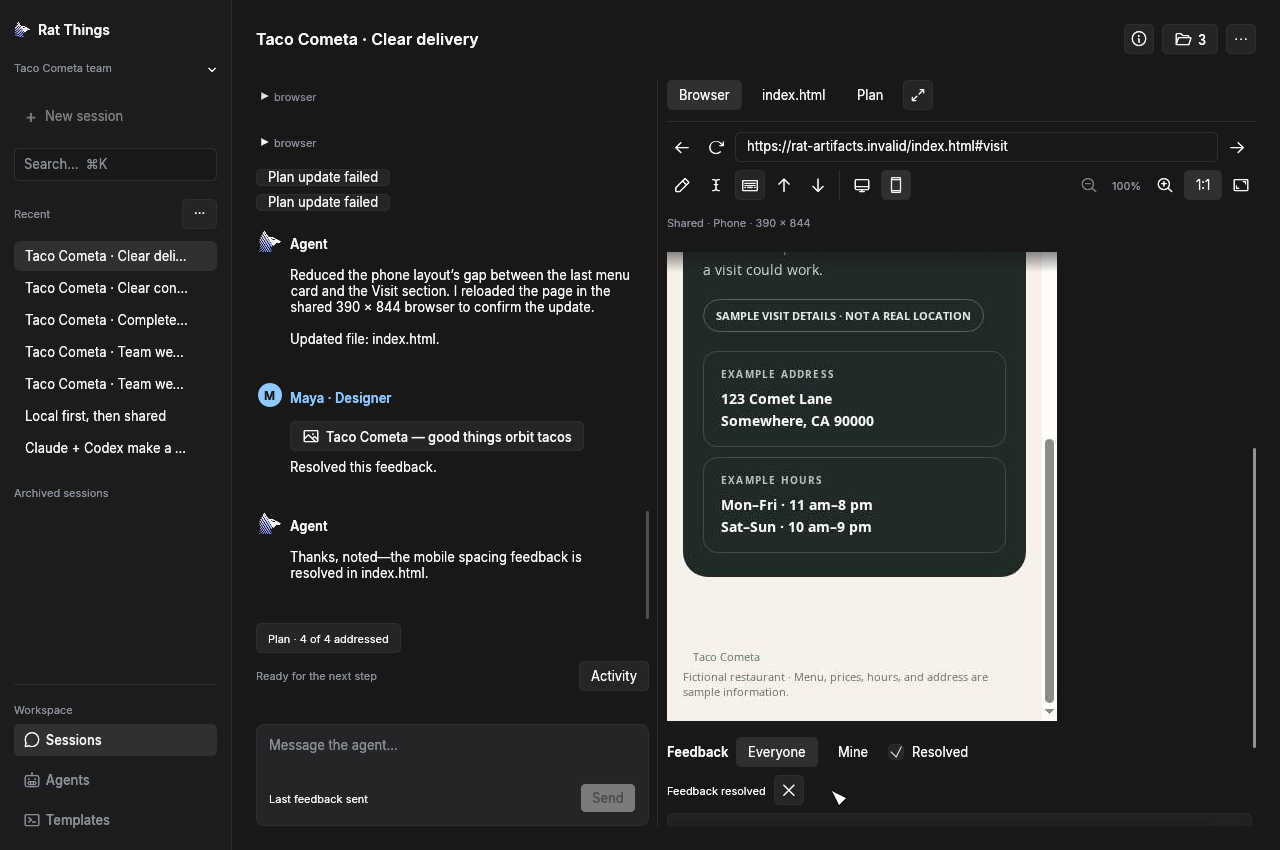 Rat Things
Taco Cometa team
New session
Search... ⌘K
Recent
Taco Cometa · Clear deli...
Taco Cometa · Clear con...
Taco Cometa · Complete...
Taco Cometa · Team we...
Taco Cometa · Team we...
Local first, then shared
Claude + Codex make a ...
Archived sessions
Workspace
Sessions
Agents
Templates
Taco Cometa · Clear delivery
3
browser
browser
Plan update failed
Plan update failed
Agent
Reduced the phone layout’s gap between the last menu
card and the Visit section. I reloaded the page in the
shared 390 × 844 browser to confirm the update.
Updated file: index.html.
M
Maya · Designer
Taco Cometa — good things orbit tacos
Resolved this feedback.
Agent
Thanks, noted—the mobile spacing feedback is
resolved in index.html.
Plan · 4 of 4 addressed
Ready for the next step
Activity
Message the agent...
Last feedback sent
Send
Browser
index.html
Plan
https://rat-artifacts.invalid/index.html#visit
100%
1:1
Shared · Phone · 390 × 844
a visit could work.
SAMPLE VISIT DETAILS · NOT A REAL LOCATION
EXAMPLE ADDRESS
123 Comet Lane
Somewhere, CA 90000
EXAMPLE HOURS
Mon–Fri · 11 am–8 pm
Sat–Sun · 10 am–9 pm
Taco Cometa
Fictional restaurant · Menu, prices, hours, and address are
sample information.
Feedback
Everyone
Mine
Resolved
Feedback resolved